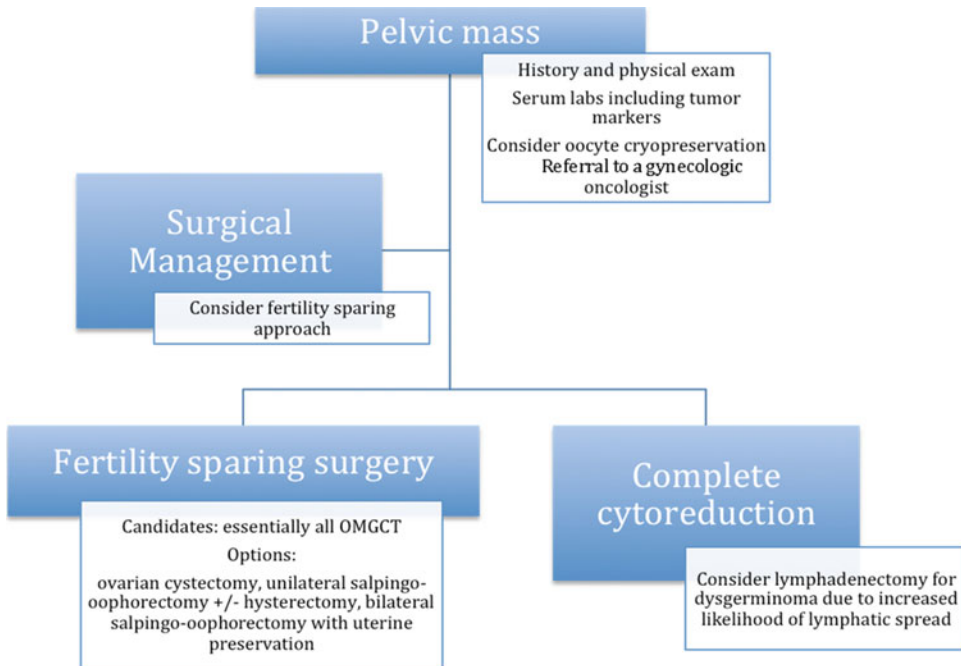 Pelvic mass
History and physical exam
Serum labs including tumor
markers
Consider oocyte cryopreservation
Referral to a gynecologic
oncologist
Surgical
Management
Consider fertility sparing
approach
Fertility sparing surgery
Candidates: essentially all OMGCT
Options:
ovarian cystectomy, unilateral salpingo-
oophorectomy +/- hysterectomy, bilateral
salpingo-oophorectomy with uterine
preservation
Complete
cytoreduction
Consider lymphadenectomy for
dysgerminoma due to increased
likelihood of lymphatic spread